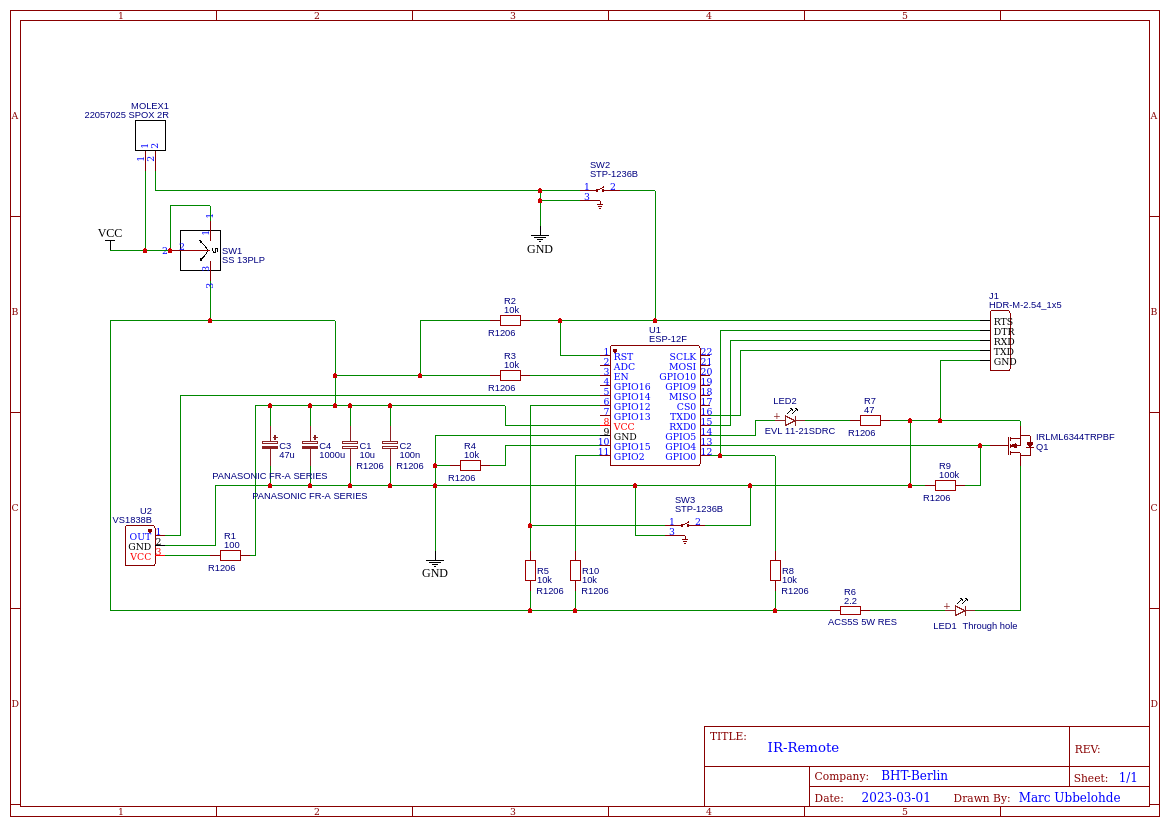 1 2 3 4 5
A A
MOLEX1
22057025 SPOX 2R
1 2
1 2
SW2
STP-1236B
1 2
3
GND
VCC
1
1
2 2
3
3
SW1
SS 13PLP
B B
J1
HDR-M-2.54_1x5
RTS
DTR
RXD
TXD
GND
R2
10k
R1206
R3
10k
R1206
U1
ESP-12F
1 RST SCLK 22
2 ADC MOSI 21
3 EN GPIO10 20
4 GPIO16 GPIO9 19
5 GPIO14 MISO 18
6 GPIO12 CS0 17
7 GPIO13 TXD0 16
8 VCC RXD0 15
9 GND GPIO5 14
10 GPIO15 GPIO4 13
11 GPIO2 GPIO0 12
LED2
+
EVL 11-21SDRC
R7
47
R1206
IRLML6344TRPBF
Q1
R9
100k
R1206
+ C3
47u
+ C4
1000u
C1
10u
R1206
C2
100n
R1206
PANASONIC FR-A SERIES
PANASONIC FR-A SERIES
R4
10k
R1206
C C
SW3
STP-1236B
1 2
3
U2
VS1838B
OUT 1
GND 2
VCC 3
R1
100
R1206
GND
R5
10k
R1206
R10
10k
R1206
R8
10k
R1206
R6
2.2
ACS5S 5W RES
+
LED1 Through hole
D D
TITLE:
IR-Remote
REV:
Company: BHT-Berlin
Sheet: 1/1
Date: 2023-03-01 Drawn By: Marc Ubbelohde
1 2 3 4 5